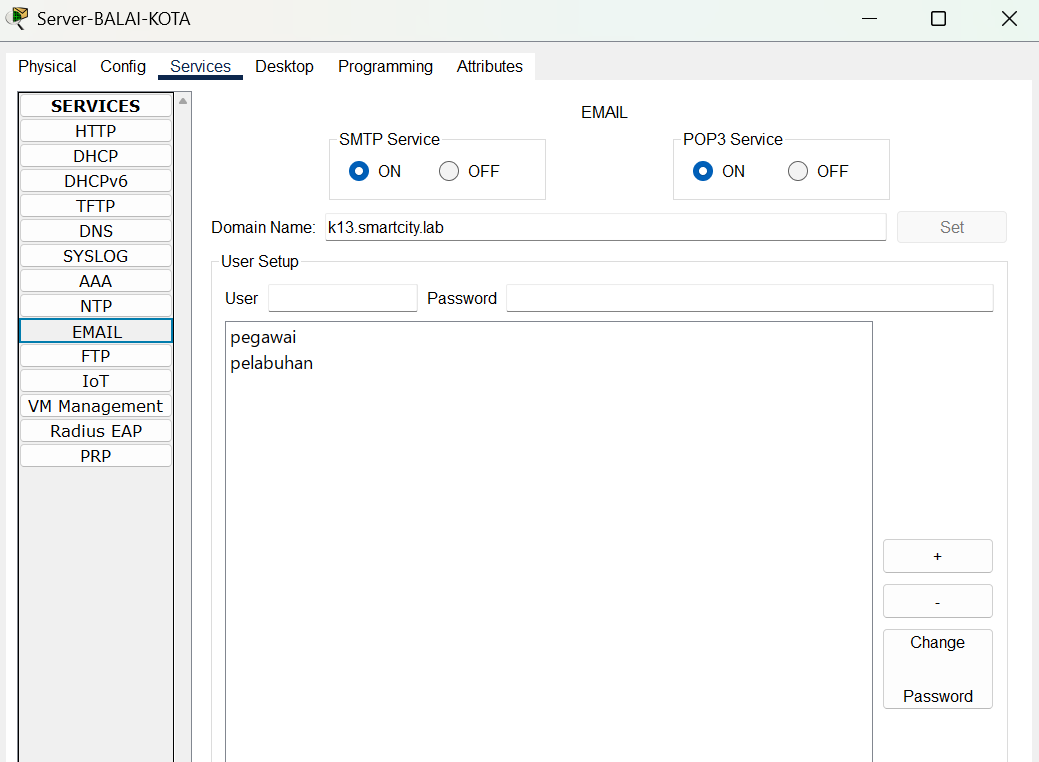 Server-BALAI-KOTA
Physical Config Services Desktop Programming Attributes
SERVICES
HTTP
DHCP
DHCPv6
TFTP
DNS
SYSLOG
AAA
NTP
EMAIL
FTP
IoT
VM Management
Radius EAP
PRP
EMAIL
SMTP Service
ON OFF
POP3 Service
ON OFF
Domain Name: k13.smartcity.lab Set
User Setup
User Password
pegawai
pelabuhan
+
-
Change
Password